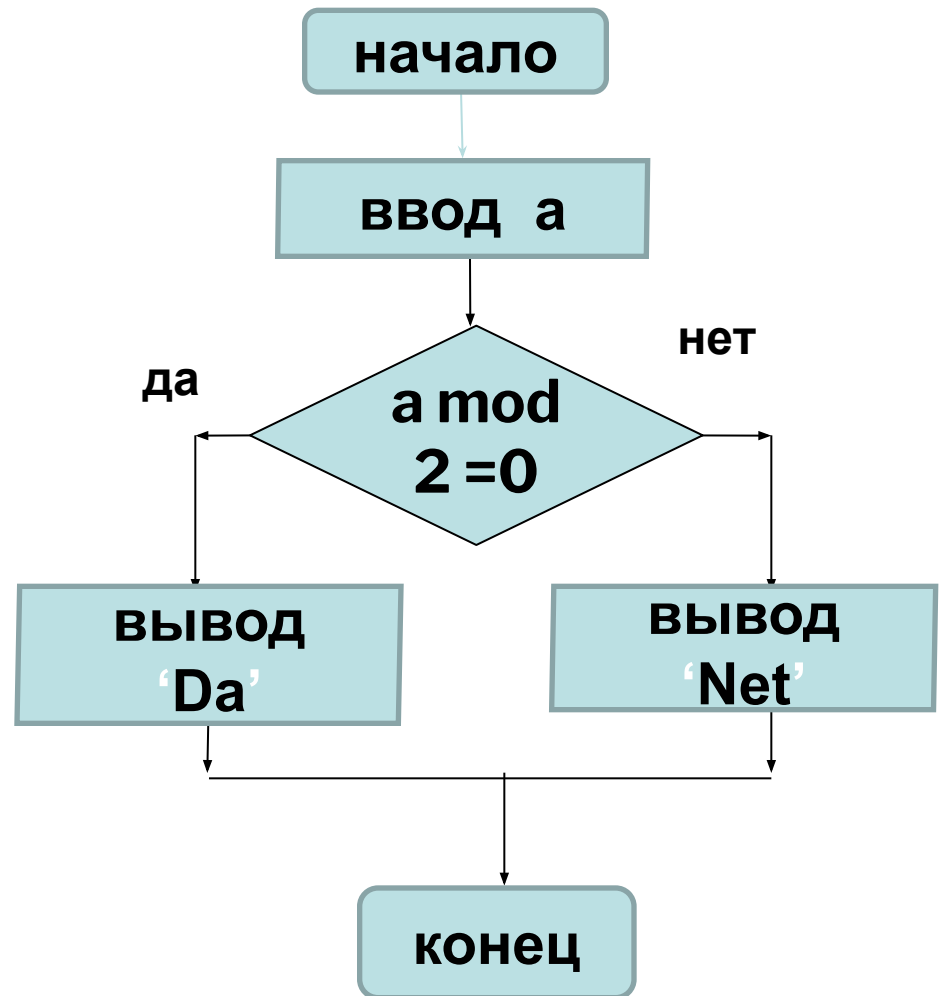 начало
ввод а
нет
да
a mod
2 =0
вывод
‘Da’
вывод
‘Net’
конец